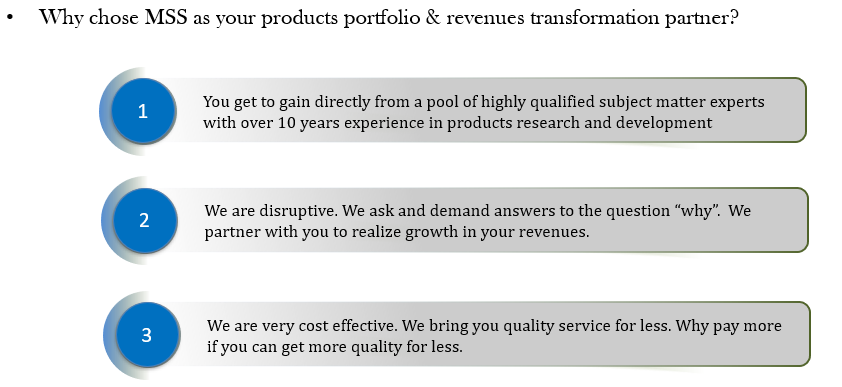 • Why chose MSS as your products portfolio & revenues transformation partner?
1
You get to gain directly from a pool of highly qualified subject matter experts
with over 10 years experience in products research and development
2
We are disruptive. We ask and demand answers to the question “why”. We
partner with you to realize growth in your revenues.
3
We are very cost effective. We bring you quality service for less. Why pay more
if you can get more quality for less.